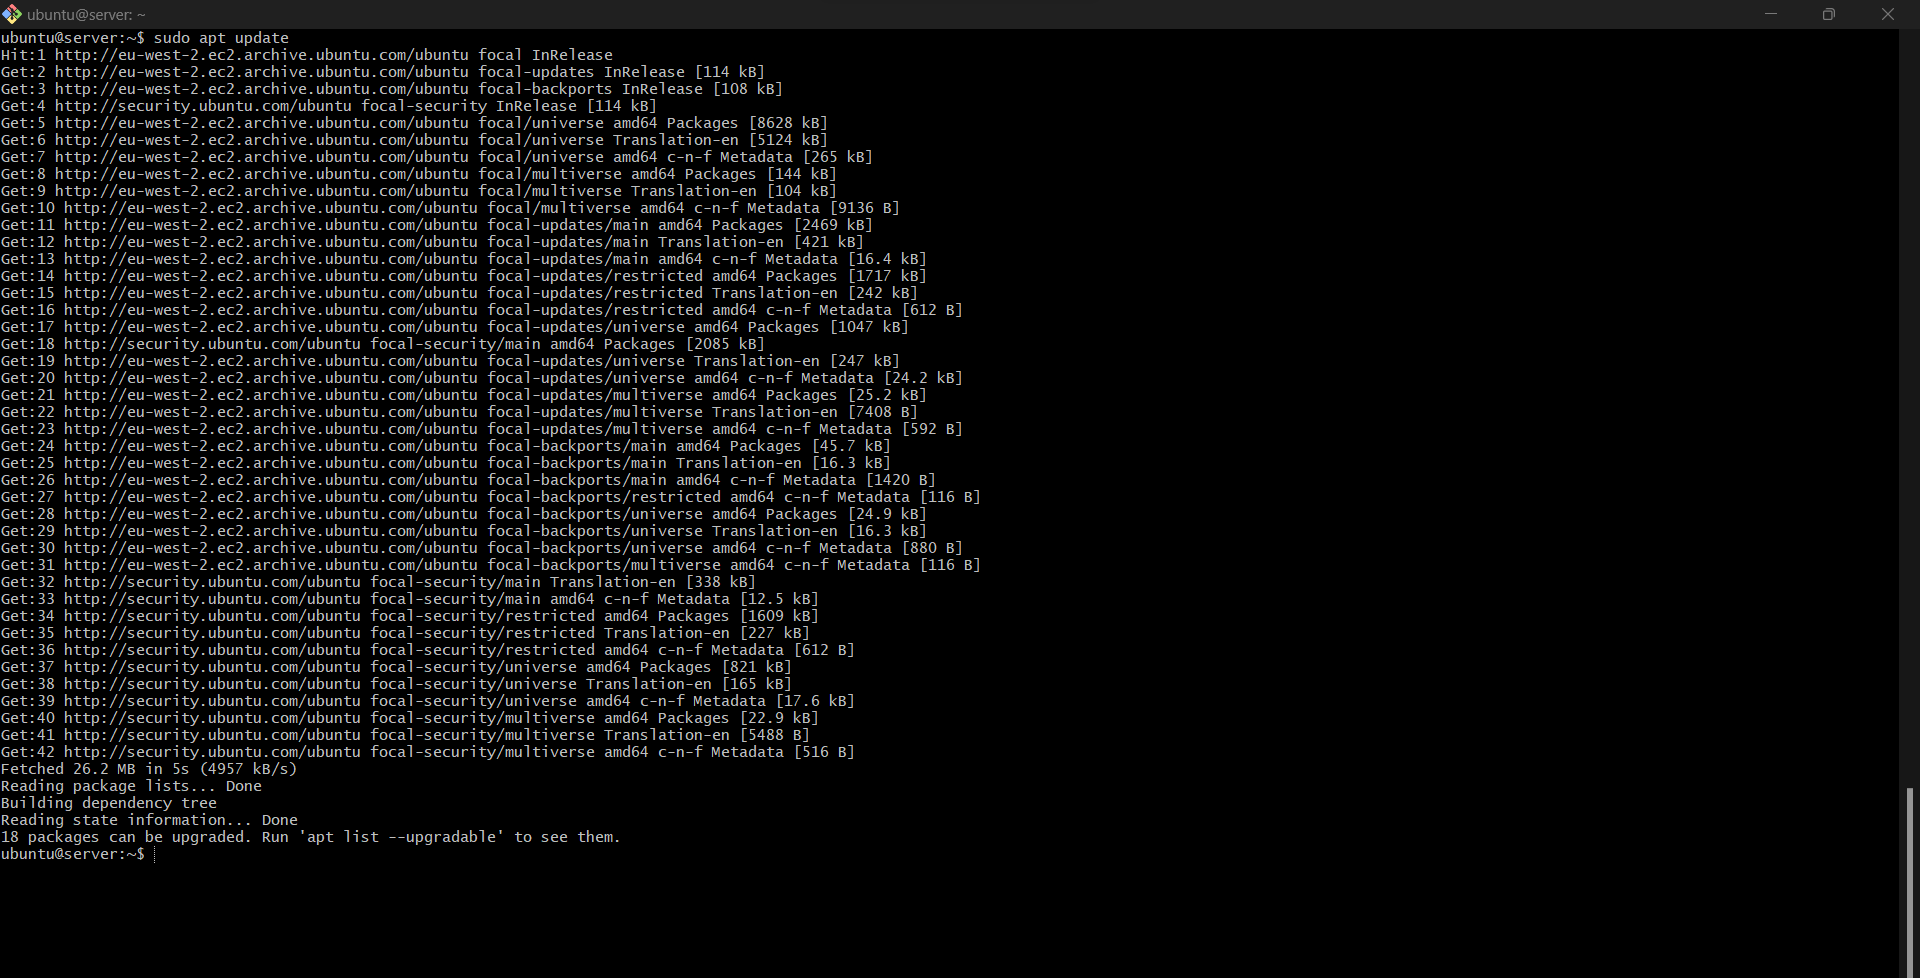 ubuntu@server: ~
ubuntu@server:~$ sudo apt update
Hit:1 http://eu-west-2.ec2.archive.ubuntu.com/ubuntu focal InRelease
Get:2 http://eu-west-2.ec2.archive.ubuntu.com/ubuntu focal-updates InRelease [114 kB]
Get:3 http://eu-west-2.ec2.archive.ubuntu.com/ubuntu focal-backports InRelease [108 kB]
Get:4 http://security.ubuntu.com/ubuntu focal-security InRelease [114 kB]
Get:5 http://eu-west-2.ec2.archive.ubuntu.com/ubuntu focal/universe amd64 Packages [8628 kB]
Get:6 http://eu-west-2.ec2.archive.ubuntu.com/ubuntu focal/universe Translation-en [5124 kB]
Get:7 http://eu-west-2.ec2.archive.ubuntu.com/ubuntu focal/universe amd64 c-n-f Metadata [265 kB]
Get:8 http://eu-west-2.ec2.archive.ubuntu.com/ubuntu focal/multiverse amd64 Packages [144 kB]
Get:9 http://eu-west-2.ec2.archive.ubuntu.com/ubuntu focal/multiverse Translation-en [104 kB]
Get:10 http://eu-west-2.ec2.archive.ubuntu.com/ubuntu focal/multiverse amd64 c-n-f Metadata [9136 B]
Get:11 http://eu-west-2.ec2.archive.ubuntu.com/ubuntu focal-updates/main amd64 Packages [2469 kB]
Get:12 http://eu-west-2.ec2.archive.ubuntu.com/ubuntu focal-updates/main Translation-en [421 kB]
Get:13 http://eu-west-2.ec2.archive.ubuntu.com/ubuntu focal-updates/main amd64 c-n-f Metadata [16.4 kB]
Get:14 http://eu-west-2.ec2.archive.ubuntu.com/ubuntu focal-updates/restricted amd64 Packages [1717 kB]
Get:15 http://eu-west-2.ec2.archive.ubuntu.com/ubuntu focal-updates/restricted Translation-en [242 kB]
Get:16 http://eu-west-2.ec2.archive.ubuntu.com/ubuntu focal-updates/restricted amd64 c-n-f Metadata [612 B]
Get:17 http://eu-west-2.ec2.archive.ubuntu.com/ubuntu focal-updates/universe amd64 Packages [1047 kB]
Get:18 http://security.ubuntu.com/ubuntu focal-security/main amd64 Packages [2085 kB]
Get:19 http://eu-west-2.ec2.archive.ubuntu.com/ubuntu focal-updates/universe Translation-en [247 kB]
Get:20 http://eu-west-2.ec2.archive.ubuntu.com/ubuntu focal-updates/universe amd64 c-n-f Metadata [24.2 kB]
Get:21 http://eu-west-2.ec2.archive.ubuntu.com/ubuntu focal-updates/multiverse amd64 Packages [25.2 kB]
Get:22 http://eu-west-2.ec2.archive.ubuntu.com/ubuntu focal-updates/multiverse Translation-en [7408 B]
Get:23 http://eu-west-2.ec2.archive.ubuntu.com/ubuntu focal-updates/multiverse amd64 c-n-f Metadata [592 B]
Get:24 http://eu-west-2.ec2.archive.ubuntu.com/ubuntu focal-backports/main amd64 Packages [45.7 kB]
Get:25 http://eu-west-2.ec2.archive.ubuntu.com/ubuntu focal-backports/main Translation-en [16.3 kB]
Get:26 http://eu-west-2.ec2.archive.ubuntu.com/ubuntu focal-backports/main amd64 c-n-f Metadata [1420 B]
Get:27 http://eu-west-2.ec2.archive.ubuntu.com/ubuntu focal-backports/restricted amd64 c-n-f Metadata [116 B]
Get:28 http://eu-west-2.ec2.archive.ubuntu.com/ubuntu focal-backports/universe amd64 Packages [24.9 kB]
Get:29 http://eu-west-2.ec2.archive.ubuntu.com/ubuntu focal-backports/universe Translation-en [16.3 kB]
Get:30 http://eu-west-2.ec2.archive.ubuntu.com/ubuntu focal-backports/universe amd64 c-n-f Metadata [880 B]
Get:31 http://eu-west-2.ec2.archive.ubuntu.com/ubuntu focal-backports/multiverse amd64 c-n-f Metadata [116 B]
Get:32 http://security.ubuntu.com/ubuntu focal-security/main Translation-en [338 kB]
Get:33 http://security.ubuntu.com/ubuntu focal-security/main amd64 c-n-f Metadata [12.5 kB]
Get:34 http://security.ubuntu.com/ubuntu focal-security/restricted amd64 Packages [1609 kB]
Get:35 http://security.ubuntu.com/ubuntu focal-security/restricted Translation-en [227 kB]
Get:36 http://security.ubuntu.com/ubuntu focal-security/restricted amd64 c-n-f Metadata [612 B]
Get:37 http://security.ubuntu.com/ubuntu focal-security/universe amd64 Packages [821 kB]
Get:38 http://security.ubuntu.com/ubuntu focal-security/universe Translation-en [165 kB]
Get:39 http://security.ubuntu.com/ubuntu focal-security/universe amd64 c-n-f Metadata [17.6 kB]
Get:40 http://security.ubuntu.com/ubuntu focal-security/multiverse amd64 Packages [22.9 kB]
Get:41 http://security.ubuntu.com/ubuntu focal-security/multiverse Translation-en [5488 B]
Get:42 http://security.ubuntu.com/ubuntu focal-security/multiverse amd64 c-n-f Metadata [516 B]
Fetched 26.2 MB in 5s (4957 kB/s)
Reading package lists... Done
Building dependency tree
Reading state information... Done
18 packages can be upgraded. Run 'apt list --upgradable' to see them.
ubuntu@server:~$